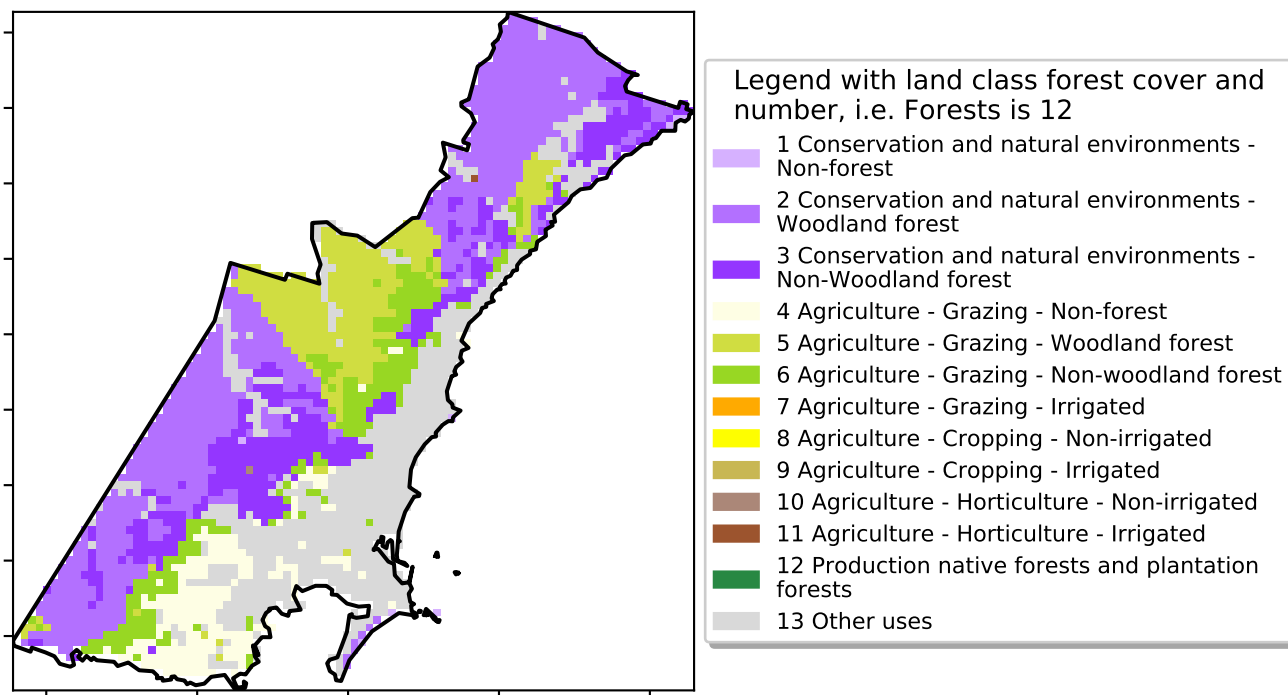 Legend with land class forest cover and
number, i.e. Forests is 12
1 Conservation and natural environments -
Non-forest
2 Conservation and natural environments -
Woodland forest
3 Conservation and natural environments -
Non-Woodland forest
4 Agriculture - Grazing - Non-forest
5 Agriculture - Grazing - Woodland forest
6 Agriculture - Grazing - Non-woodland forest
7 Agriculture - Grazing - Irrigated
8 Agriculture - Cropping - Non-irrigated
9 Agriculture - Cropping - Irrigated
10 Agriculture - Horticulture - Non-irrigated
11 Agriculture - Horticulture - Irrigated
12 Production native forests and plantation
forests
13 Other uses